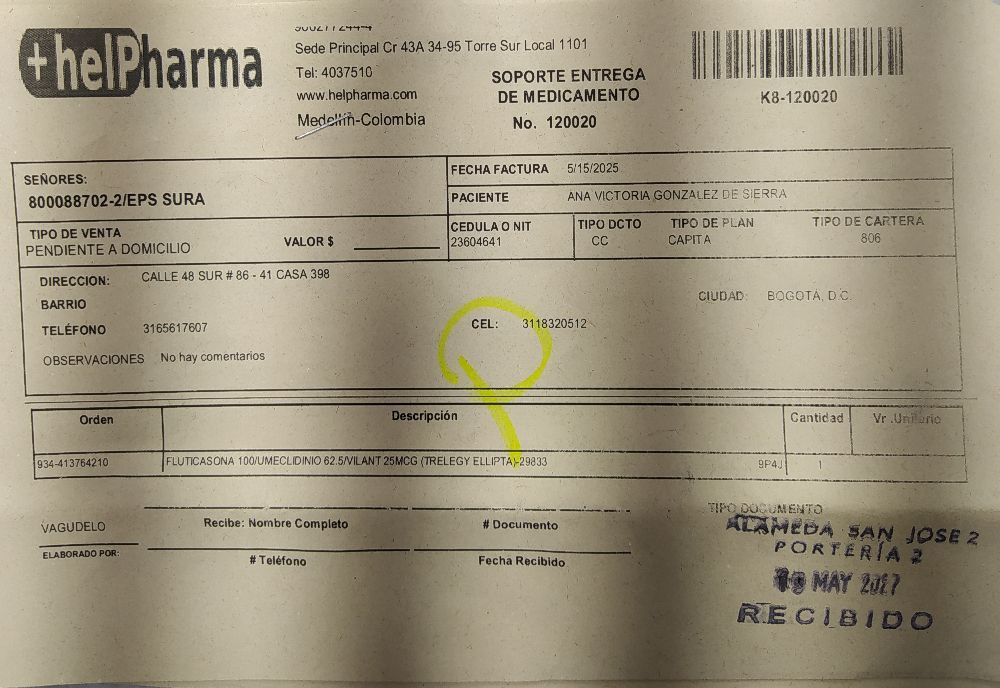 +helPharma
Sede Principal Cr 43A 34-95 Torre Sur Local 1101
Tel: 4037510
www.helpharma.com
Medellín-Colombia
SOPORTE ENTREGA
DE MEDICAMENTO
No. 120020
K8-120020
SEÑORES:
800088702-2/EPS SURA
FECHA FACTURA 5/15/2025
PACIENTE ANA VICTORIA GONZALEZ DE SIERRA
TIPO DE VENTA
PENDIENTE A DOMICILIO
VALOR $
CEDULA O NIT
23604641
TIPO DCTO
CC
TIPO DE PLAN
CAPITA
TIPO DE CARTERA
806
DIRECCION: CALLE 48 SUR # 86 - 41 CASA 398
BARRIO
CIUDAD: BOGOTA, D.C.
TELÉFONO 3165617607
CEL: 3118320512
OBSERVACIONES No hay comentarios
P
Orden Descripción Cantidad Vr .Unitario
934-413764210 FLUTICASONA 100/UMECLIDINIO 62.5/VILANT 25MCG (TRELEGY ELLIPTA)-29833 9P4J 1
VAGUDELO
ELABORADO POR:
Recibe: Nombre Completo
# Documento
# Teléfono
Fecha Recibido
TIPO DOCUMENTO
ALAMEDA SAN JOSE 2
PORTERÍA 2
MAY
RECIBIDO